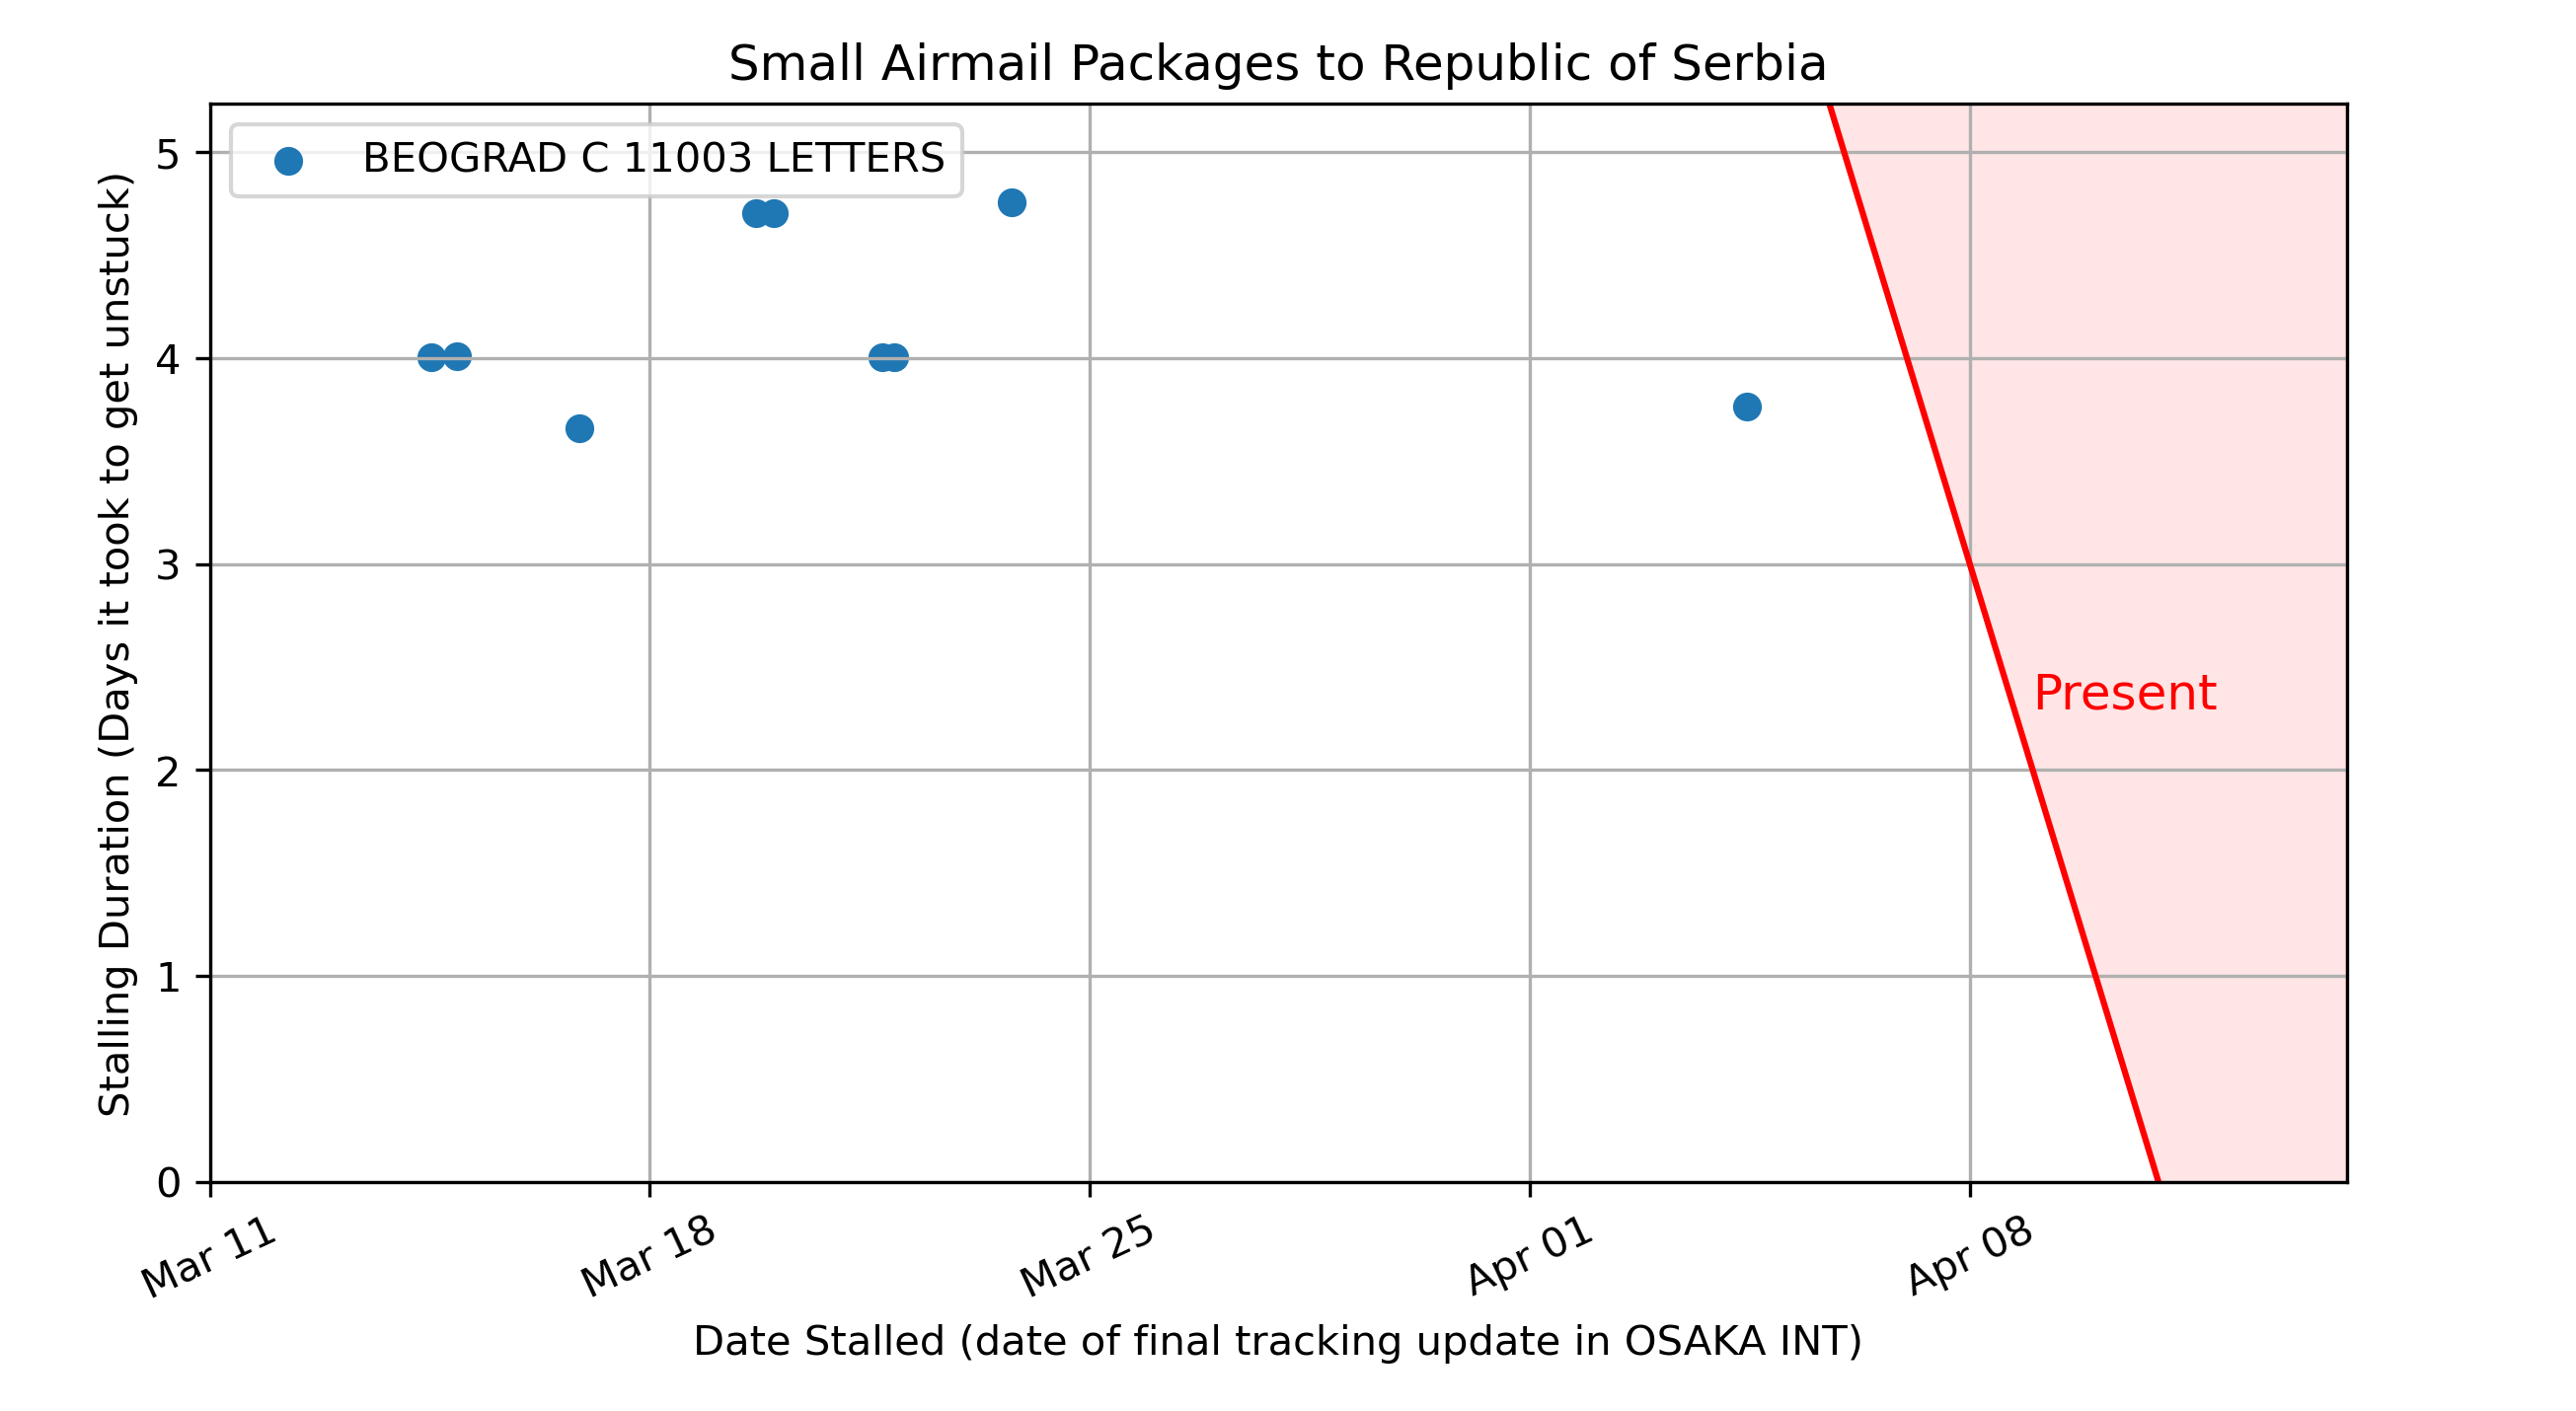 Small Airmail Packages to Republic of Serbia
BEOGRAD C 11003 LETTERS
Stalling Duration (Days it took to get unstuck)
5
4
3
2
1
0
Present
Mar 11
Mar 18
Mar 25
Apr 01
Apr 08
Date Stalled (date of final tracking update in OSAKA INT)